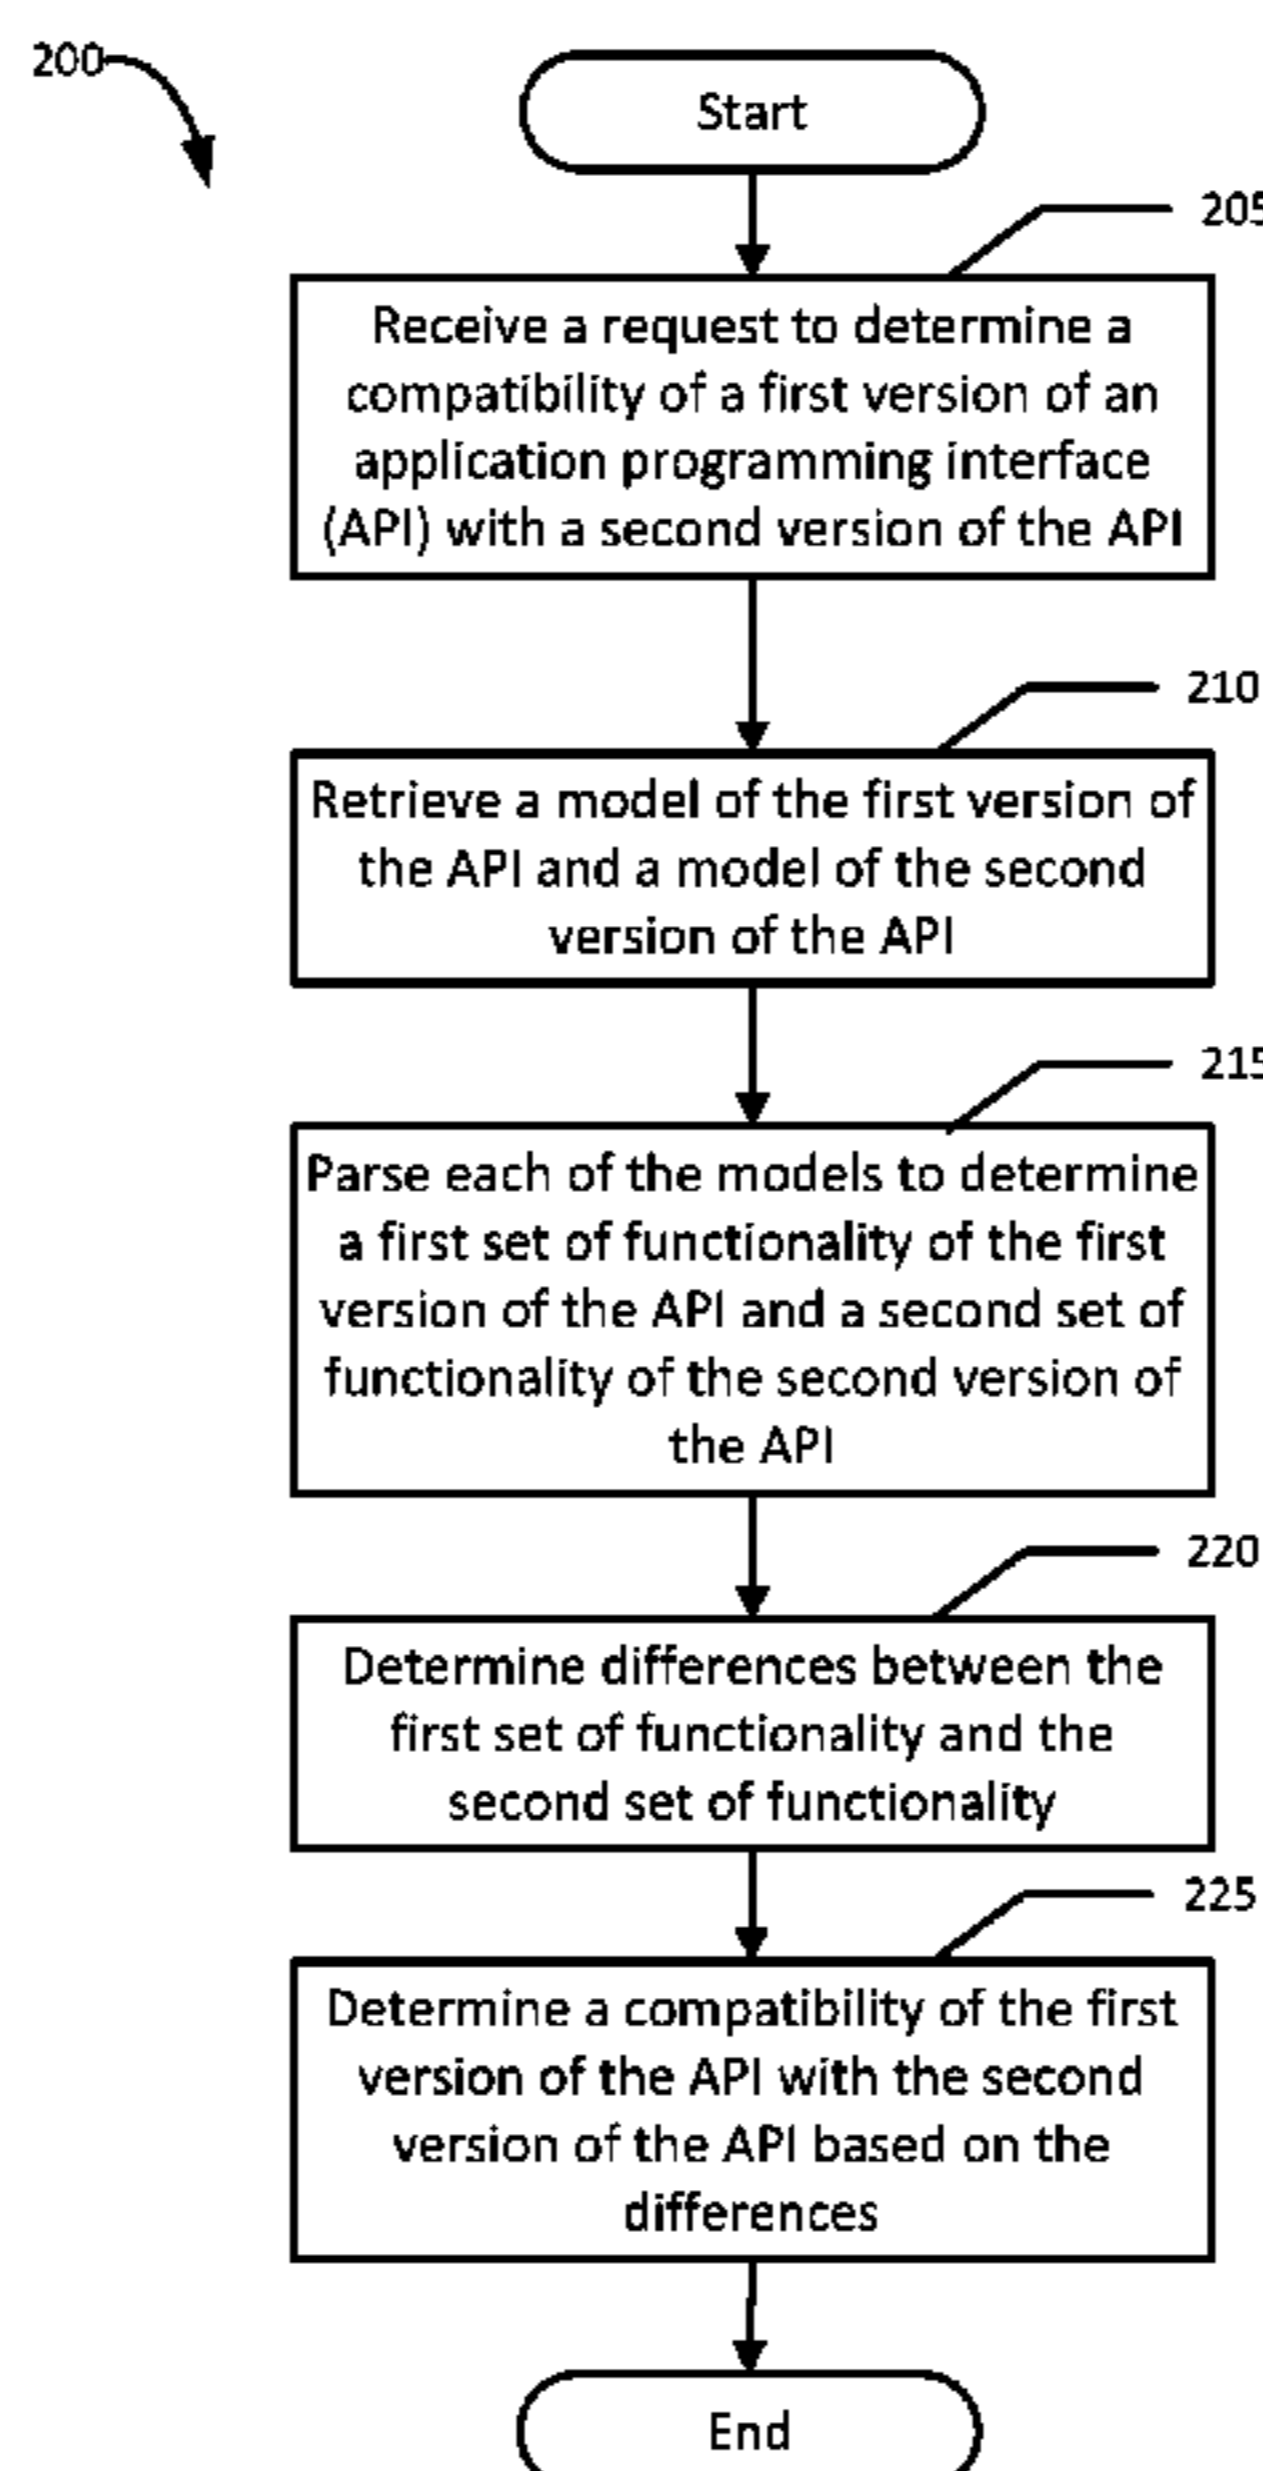 200
Start
205
Receive a request to determine a
compatibility of a first version of an
application programming interface
(API) with a second version of the API
210
Retrieve a model of the first version of
the API and a model of the second
version of the API
215
Parse each of the models to determine
a first set of functionality of the first
version of the API and a second set of
functionality of the second version of
the API
220
Determine differences between the
first set of functionality and the
second set of functionality
225
Determine a compatibility of the first
version of the API with the second
version of the API based on the
differences
End